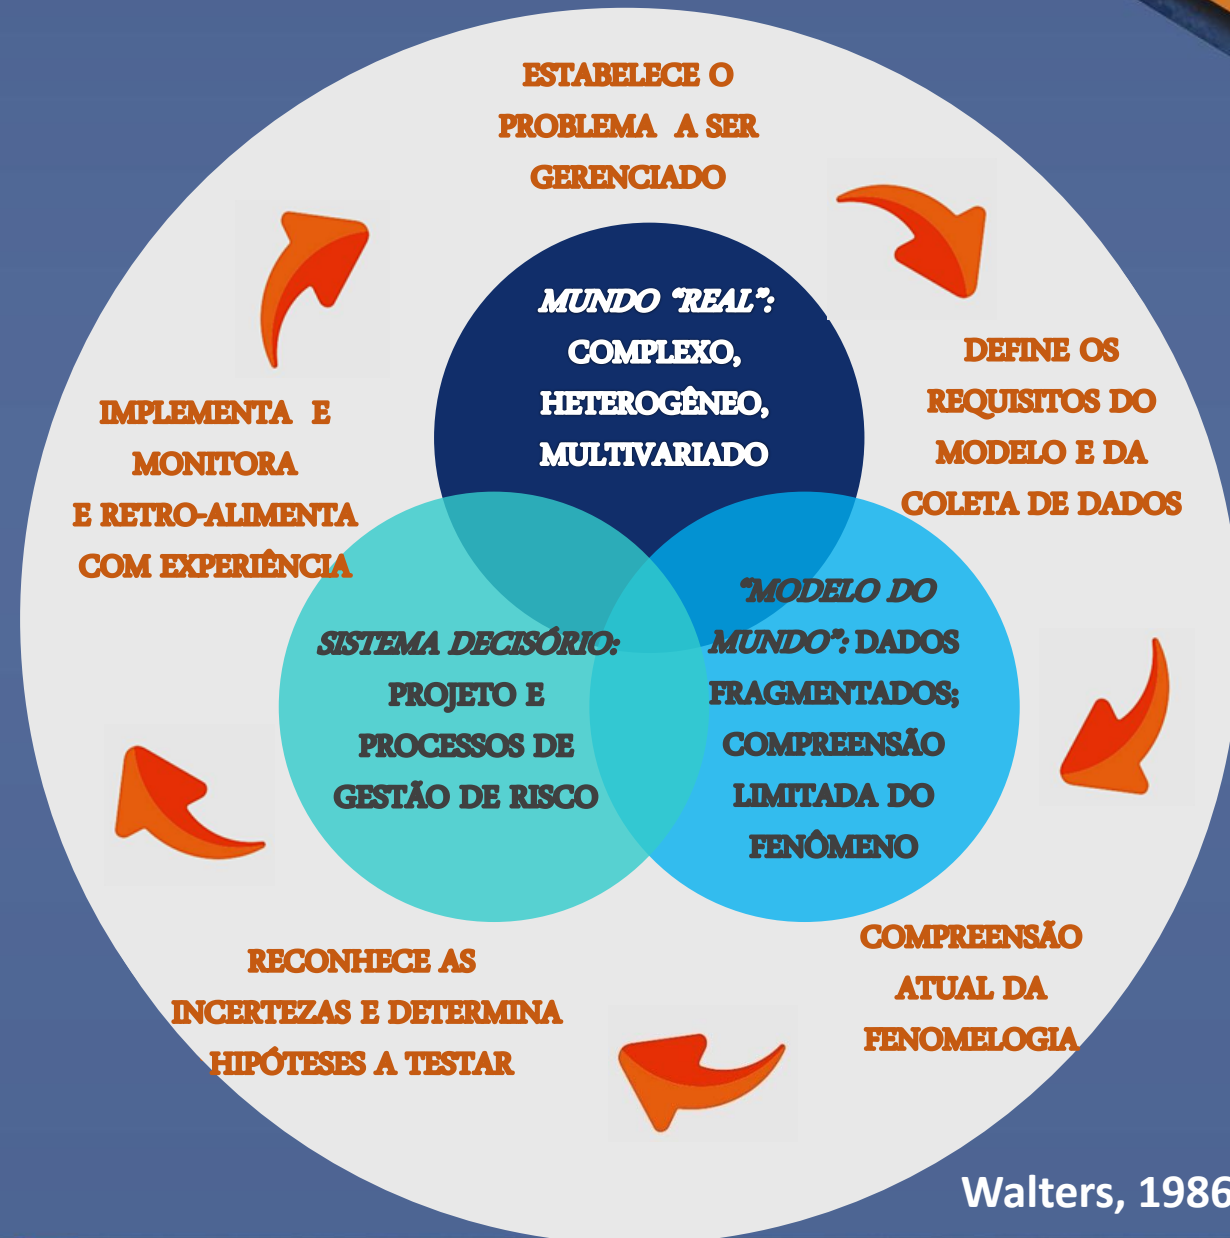 ESTABELECE O
PROBLEMA A SER
GERENCIADO
MUNDO “REAL”:
COMPLEXO,
HETEROGÊNEO,
MULTIVARIADO
DEFINE OS
REQUISITOS DO
MODELO E DA
COLETA DE DADOS
IMPLEMENTA E
MONITORA
E RETRO-ALIMENTA
COM EXPERIÊNCIA
“MODELO DO
MUNDO”: DADOS
FRAGMENTADOS;
COMPREENSÃO
LIMITADA DO
FENÔMENO
SISTEMA DECISÓRIO:
PROJETO E
PROCESSOS DE
GESTÃO DE RISCO
COMPREENSÃO
ATUAL DA
FENOMELOGIA
RECONHECE AS
INCERTEZAS E DETERMINA
HIPÓTESES A TESTAR
Walters, 1986